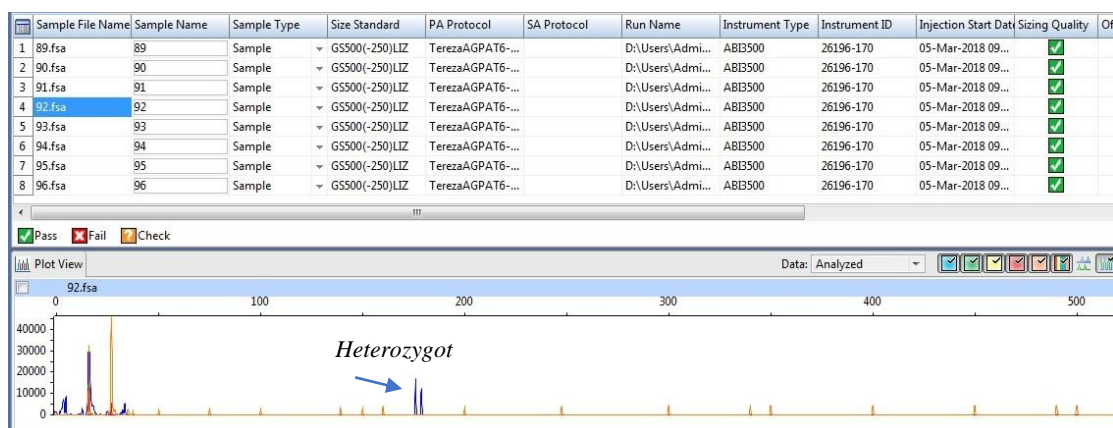 Sample File Name Sample Name Sample Type Size Standard PA Protocol SA Protocol Run Name Instrument Type Instrument ID Injection Start Date Sizing Quality Of
1 89.fsa 89 Sample GS500(-250)LIZ TerezaAGPAT6-... D:\Users\Admi... ABI3500 26196-170 05-Mar-2018 09...
2 90.fsa 90 Sample GS500(-250)LIZ TerezaAGPAT6-... D:\Users\Admi... ABI3500 26196-170 05-Mar-2018 09...
3 91.fsa 91 Sample GS500(-250)LIZ TerezaAGPAT6-... D:\Users\Admi... ABI3500 26196-170 05-Mar-2018 09...
4 92.fsa 92 Sample GS500(-250)LIZ TerezaAGPAT6-... D:\Users\Admi... ABI3500 26196-170 05-Mar-2018 09...
5 93.fsa 93 Sample GS500(-250)LIZ TerezaAGPAT6-... D:\Users\Admi... ABI3500 26196-170 05-Mar-2018 09...
6 94.fsa 94 Sample GS500(-250)LIZ TerezaAGPAT6-... D:\Users\Admi... ABI3500 26196-170 05-Mar-2018 09...
7 95.fsa 95 Sample GS500(-250)LIZ TerezaAGPAT6-... D:\Users\Admi... ABI3500 26196-170 05-Mar-2018 09...
8 96.fsa 96 Sample GS500(-250)LIZ TerezaAGPAT6-... D:\Users\Admi... ABI3500 26196-170 05-Mar-2018 09...
Pass Fail Check
Plot View Data: Analyzed
92.fsa
0 100 200 300 400 500
40000
30000
Heterozygot
20000
10000
0